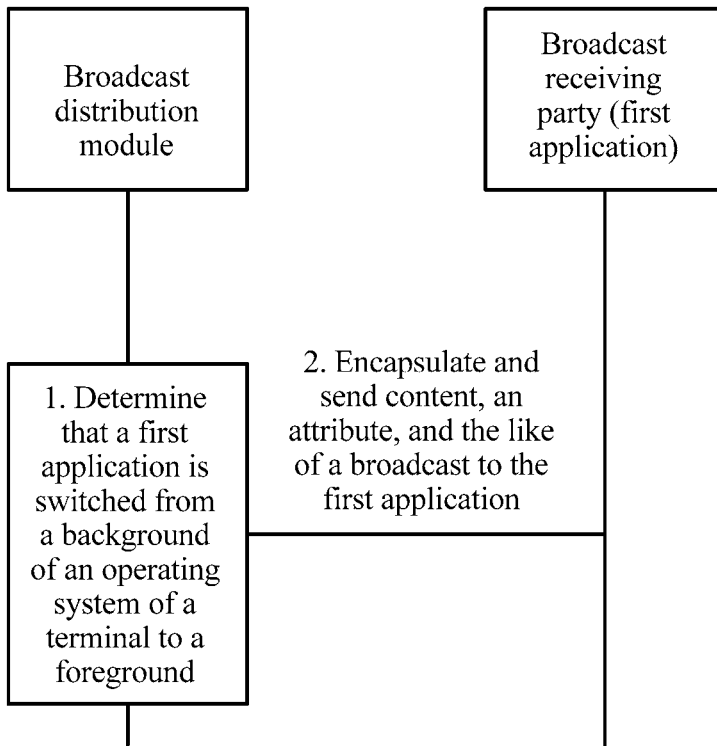 Broadcast
distribution
module
Broadcast
receiving
party (first
application)
1. Determine
that a first
application is
switched from
a background
of an operating
system of a
terminal to a
foreground
2. Encapsulate and
send content, an
attribute, and the like
of a broadcast to the
first application